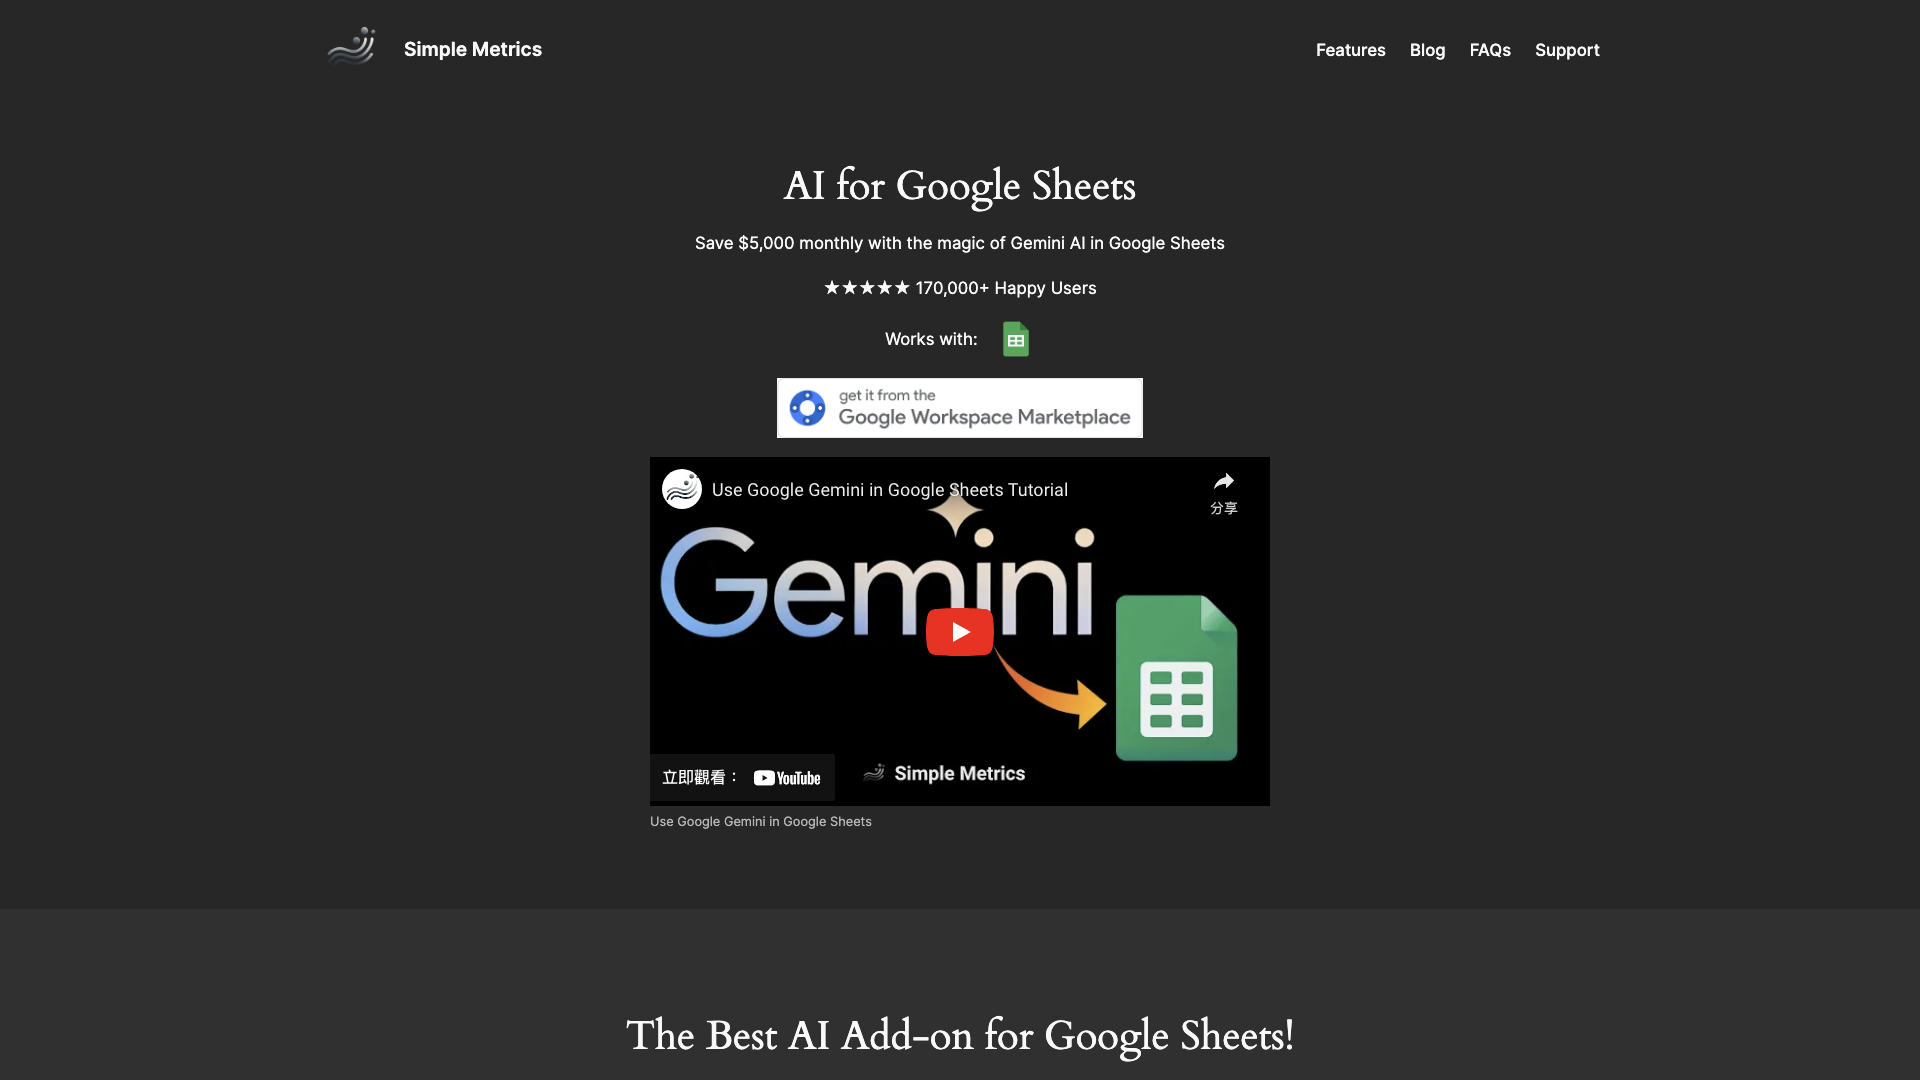 Simple Metrics
Features
Blog
FAQs
Support
AI for Google Sheets
Save $5,000 monthly with the magic of Gemini AI in Google Sheets
★★★★★ 170,000+ Happy Users
Works with:
get it from the
Google Workspace Marketplace
Use Google Gemini in Google Sheets Tutorial
分享
Gemini
立即觀看：
YouTube
Simple Metrics
Use Google Gemini in Google Sheets
The Best AI Add-on for Google Sheets!